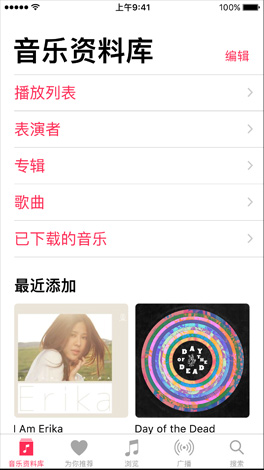 上午9:41
100%
音乐资料库
编辑
播放列表
表演者
专辑
歌曲
已下载的音乐
最近添加
Erika
DAY
OF THE
DEAD
I Am Erika
Day of the Dead
音乐资料库
为你推荐
浏览
广播
搜索